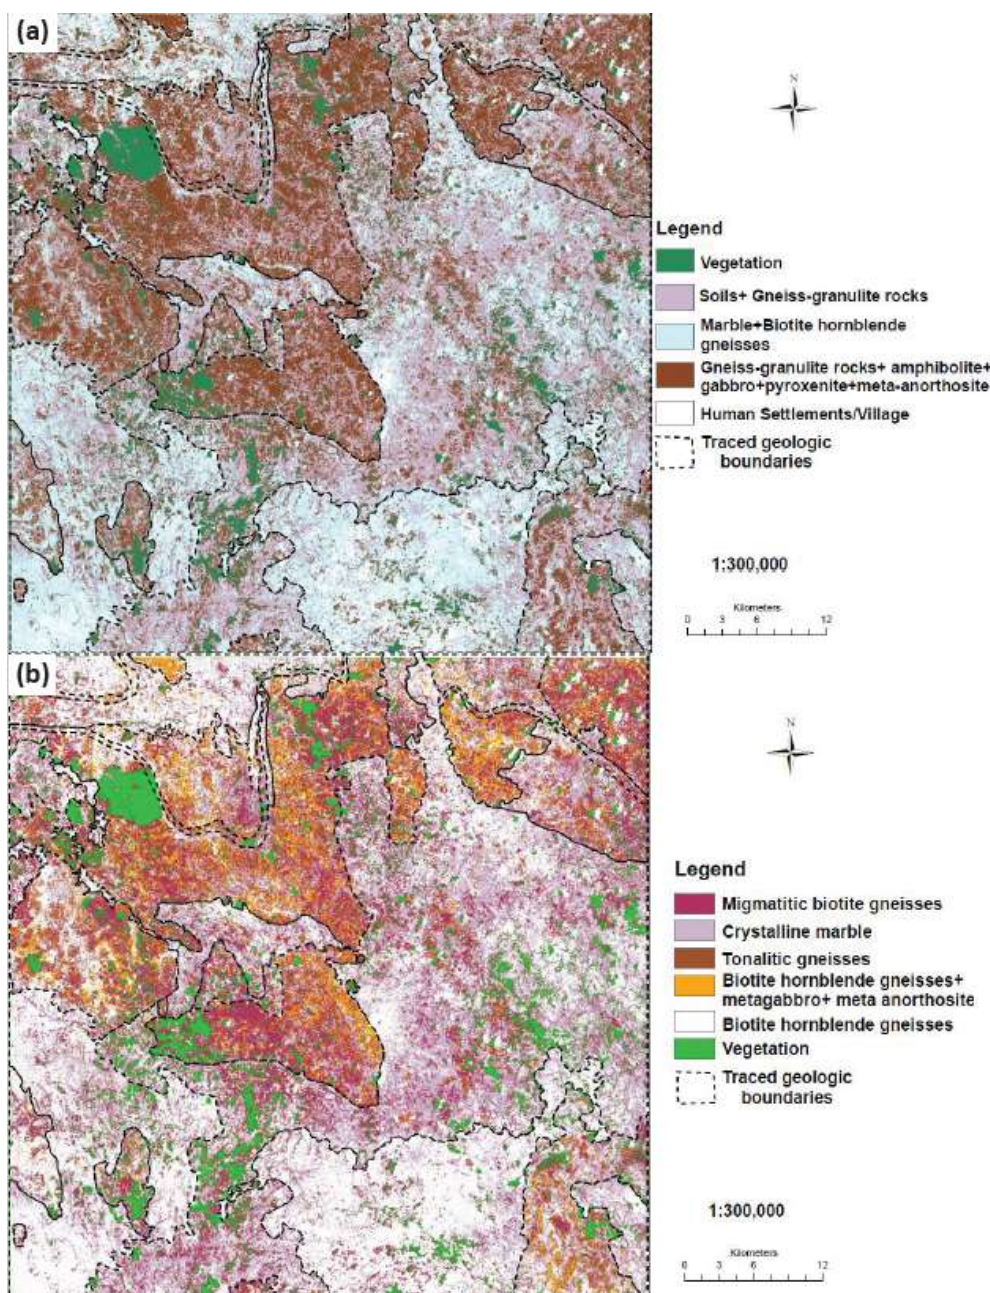 (a)
N
Legend
Vegetation
Soils+ Gneiss-granulite rocks
Marble+Biotite hornblende
gneisses
Gneiss-granulite rocks+ amphibolite+
gabbro+pyroxenite+meta-anorthosite
Human Settlements/Village
Traced geologic
boundaries
1:300,000
Kilometers
0 3 6 12
(b)
N
Legend
Migmatitic biotite gneisses
Crystalline marble
Tonalitic gneisses
Biotite hornblende gneisses+
metagabbro+ meta anorthosite
Biotite hornblende gneisses
Vegetation
Traced geologic
boundaries
1:300,000
Kilometers
0 3 6 12